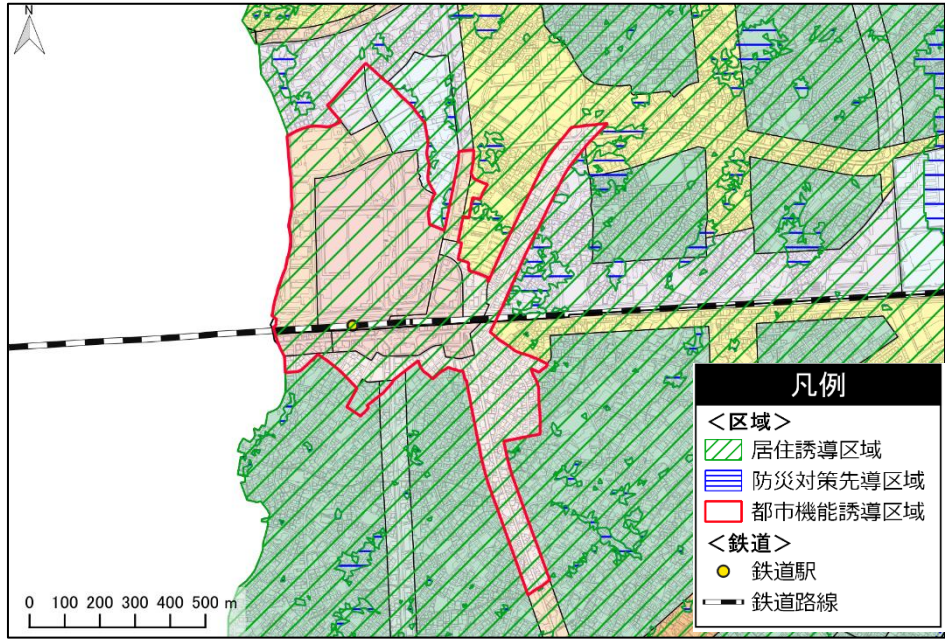 N
凡例
＜区域＞
居住誘導区域
防災対策先導区域
都市機能誘導区域
＜鉄道＞
鉄道駅
鉄道路線
0 100 200 300 400 500 m